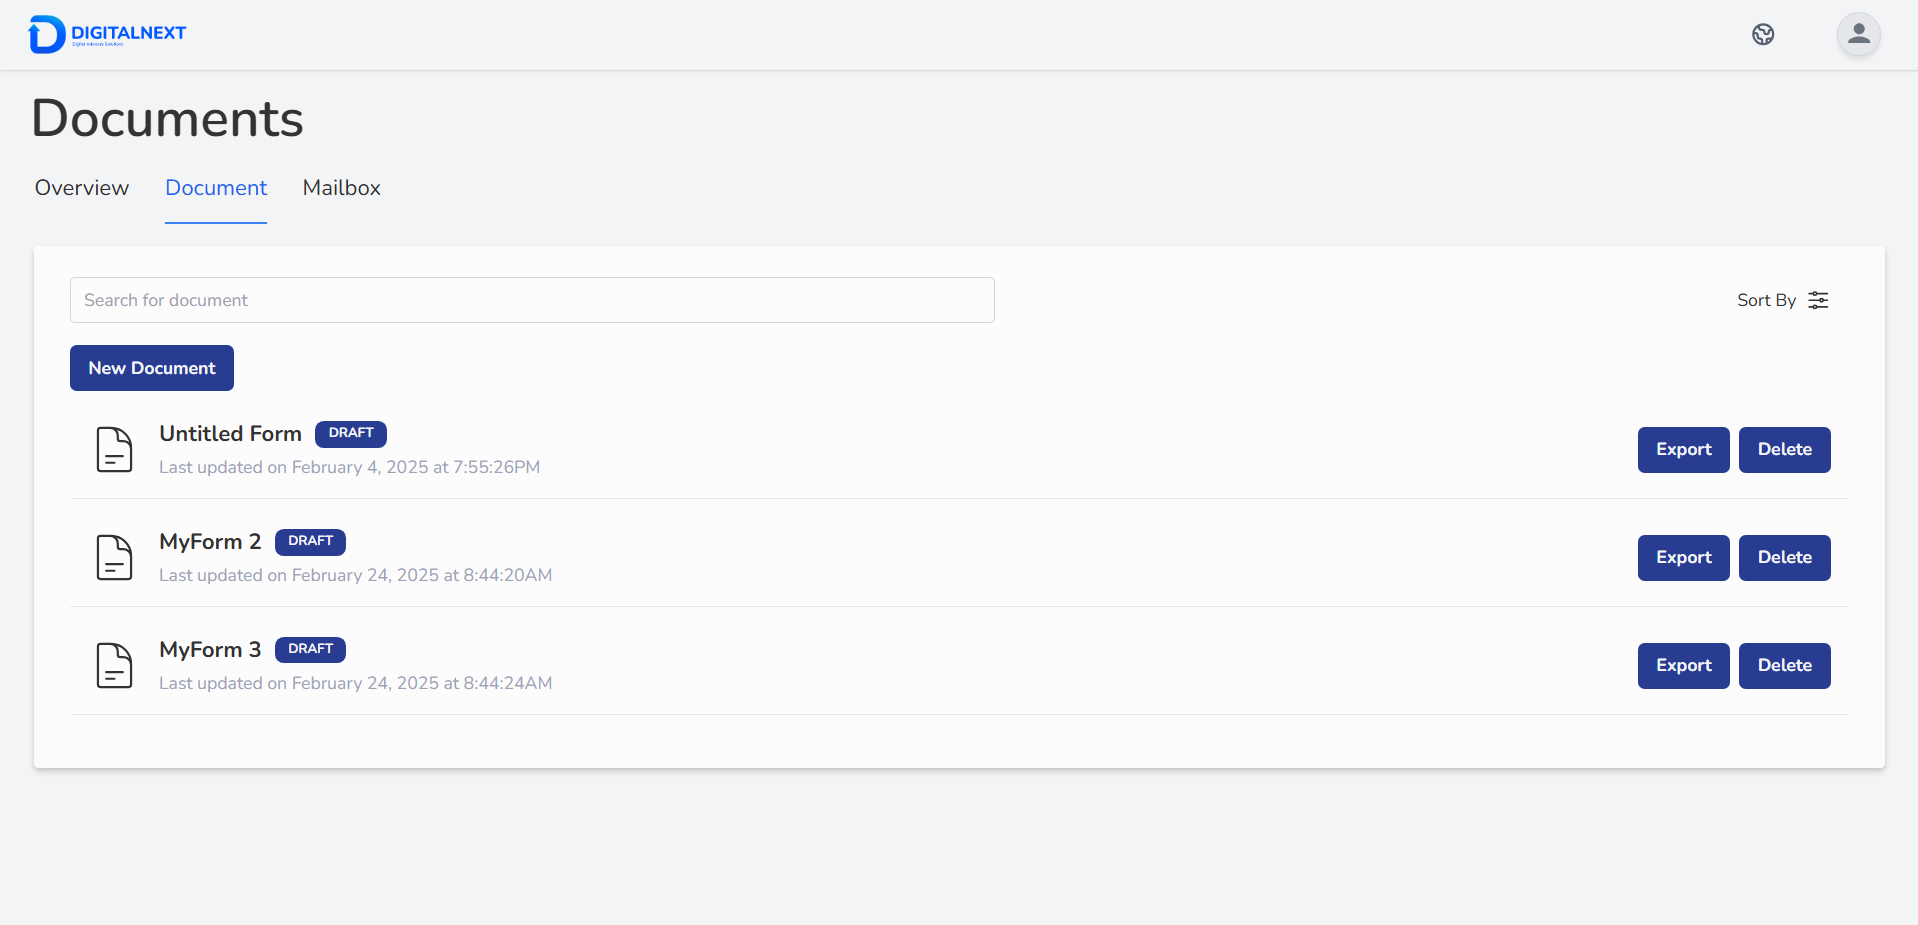 DIGITALNEXT
Digital Advisory Solutions
Documents
Overview Document Mailbox
Search for document
Sort By
New Document
Untitled Form DRAFT
Last updated on February 4, 2025 at 7:55:26PM
Export Delete
MyForm 2 DRAFT
Last updated on February 24, 2025 at 8:44:20AM
Export Delete
MyForm 3 DRAFT
Last updated on February 24, 2025 at 8:44:24AM
Export Delete